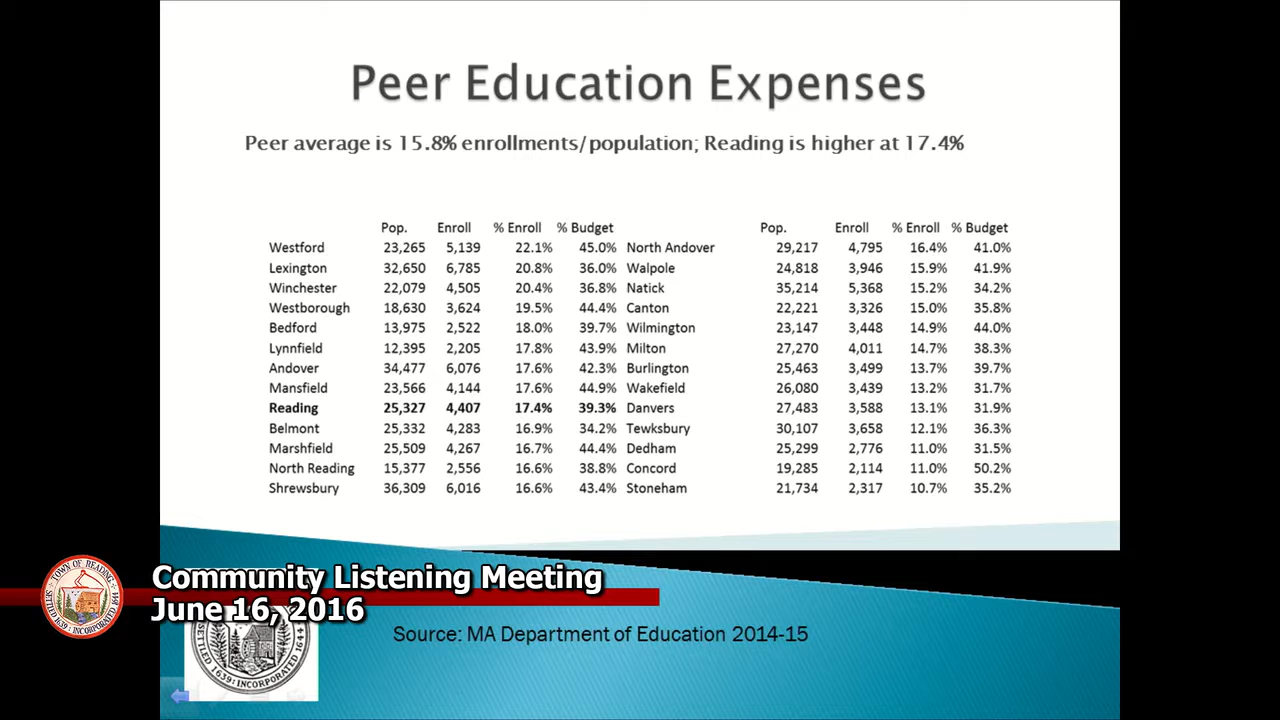 Peer Education Expenses
Peer average is 15.8% enrollments/population; Reading is higher at 17.4%
Pop. Enroll % Enroll % Budget Pop. Enroll % Enroll % Budget
Westford 23,265 5,139 22.1% 45.0% North Andover 29,217 4,795 16.4% 41.0%
Lexington 32,650 6,785 20.8% 36.0% Walpole 24,818 3,946 15.9% 41.9%
Winchester 22,079 4,505 20.4% 36.8% Natick 35,214 5,368 15.2% 34.2%
Westborough 18,630 3,624 19.5% 44.4% Canton 22,221 3,326 15.0% 35.8%
Bedford 13,975 2,522 18.0% 39.7% Wilmington 23,147 3,448 14.9% 44.0%
Lynnfield 12,395 2,205 17.8% 43.9% Milton 27,270 4,011 14.7% 38.3%
Andover 34,477 6,076 17.6% 42.3% Burlington 25,463 3,499 13.7% 39.7%
Mansfield 23,566 4,144 17.6% 44.9% Wakefield 26,080 3,439 13.2% 31.7%
Reading 25,327 4,407 17.4% 39.3% Danvers 27,483 3,588 13.1% 31.9%
Belmont 25,332 4,283 16.9% 34.2% Tewksbury 30,107 3,658 12.1% 36.3%
Marshfield 25,509 4,267 16.7% 44.4% Dedham 25,299 2,776 11.0% 31.5%
North Reading 15,377 2,556 16.6% 38.8% Concord 19,285 2,114 11.0% 50.2%
Shrewsbury 36,309 6,016 16.6% 43.4% Stoneham 21,734 2,317 10.7% 35.2%
TOWN OF READING
SETTLED 1639: INCORPORATED 1644
Community Listening Meeting
June 16, 2016
Source: MA Department of Education 2014-15
SETTLED 1639: INCORPORATED 1644